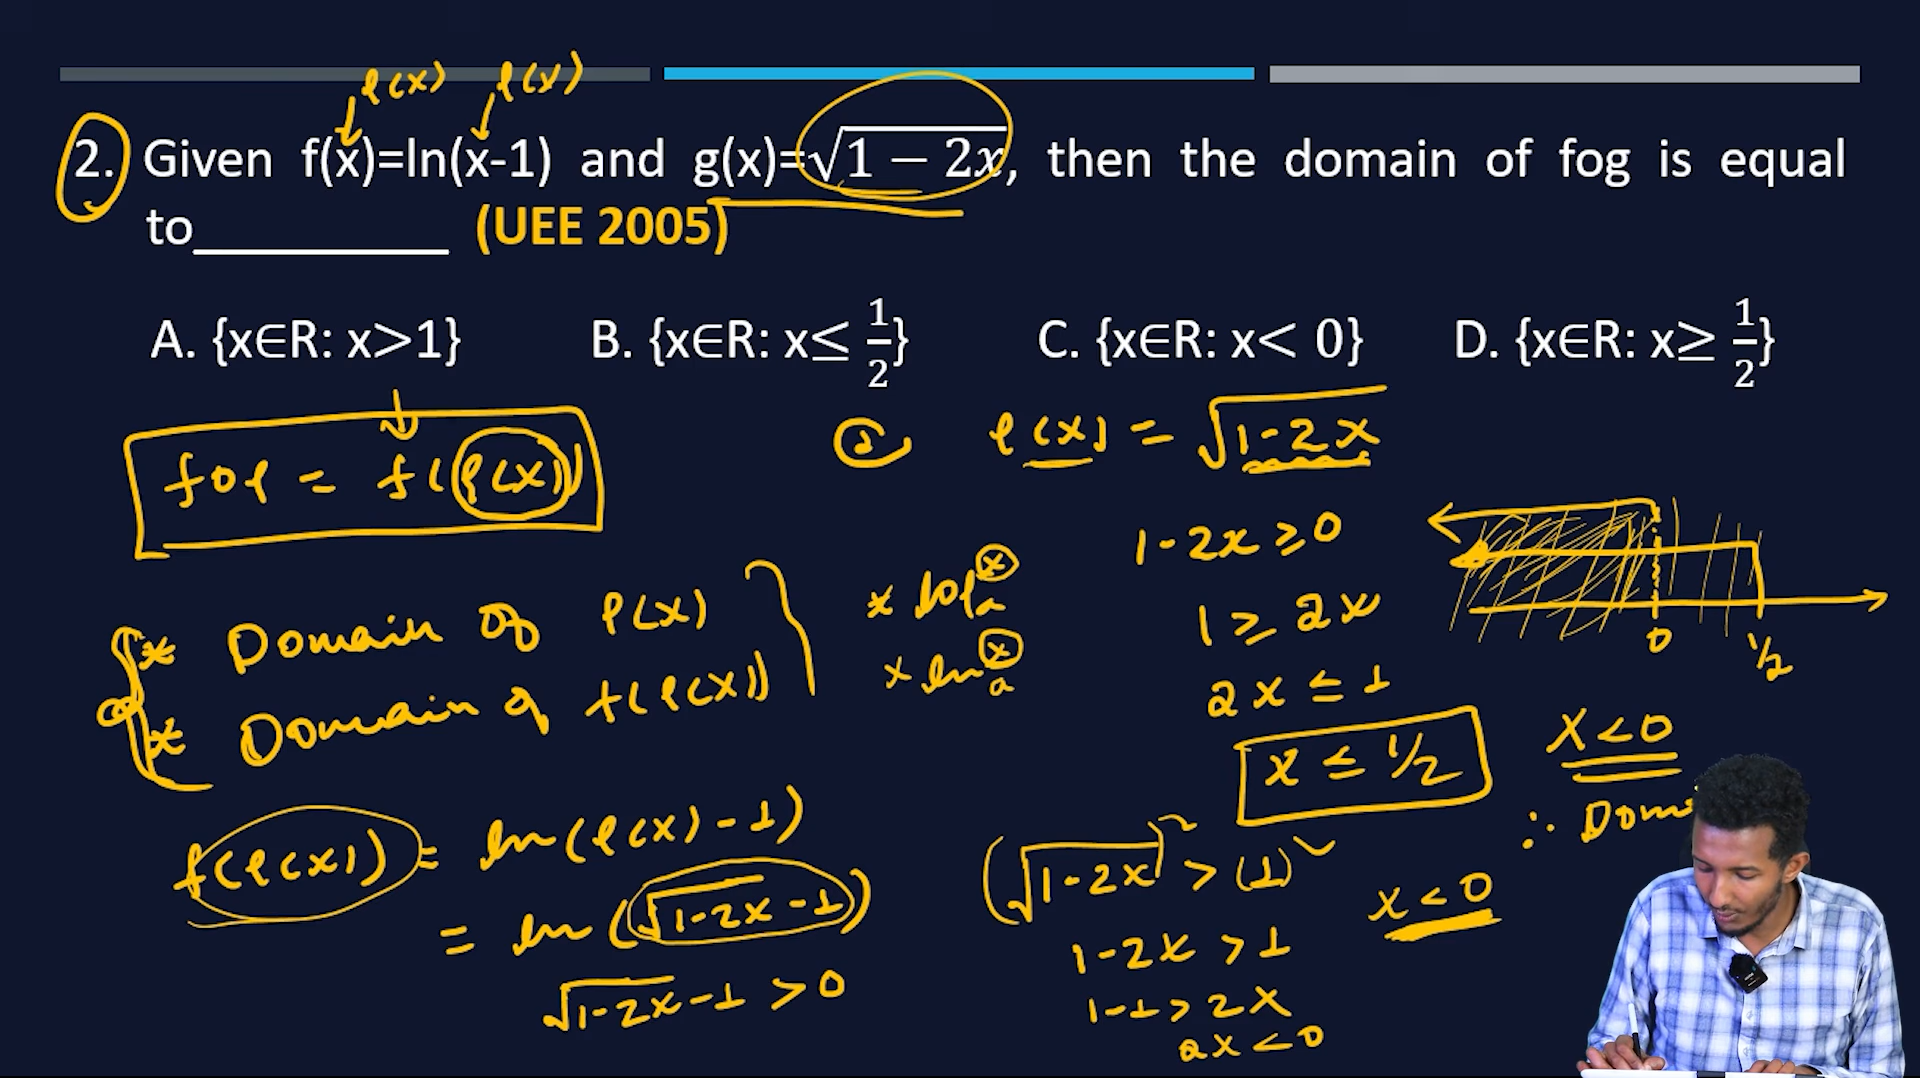 g(x) g(x)
2. Given f(x)=ln(x-1) and g(x)=√1 − 2x, then the domain of fog is equal
to__________ (UEE 2005)
A. {x∈R: x>1} B. {x∈R: x≤ 1/2} C. {x∈R: x< 0} D. {x∈R: x≥ 1/2}
fog = f(g(x))
* Domain of g(x)
* Domain of f(g(x))
* log x a
* ln x a
f(g(x)) = ln(g(x)-1)
= ln(√1-2x -1)
√1-2x -1 > 0
g(x) = √1-2x
1-2x ≥ 0
1 ≥ 2x
2x ≤ 1
x ≤ 1/2
(√1-2x)² > (1)²
1-2x > 1
1-1 > 2x
2x < 0
x < 0
0 1/2
x < 0
∴ Dom